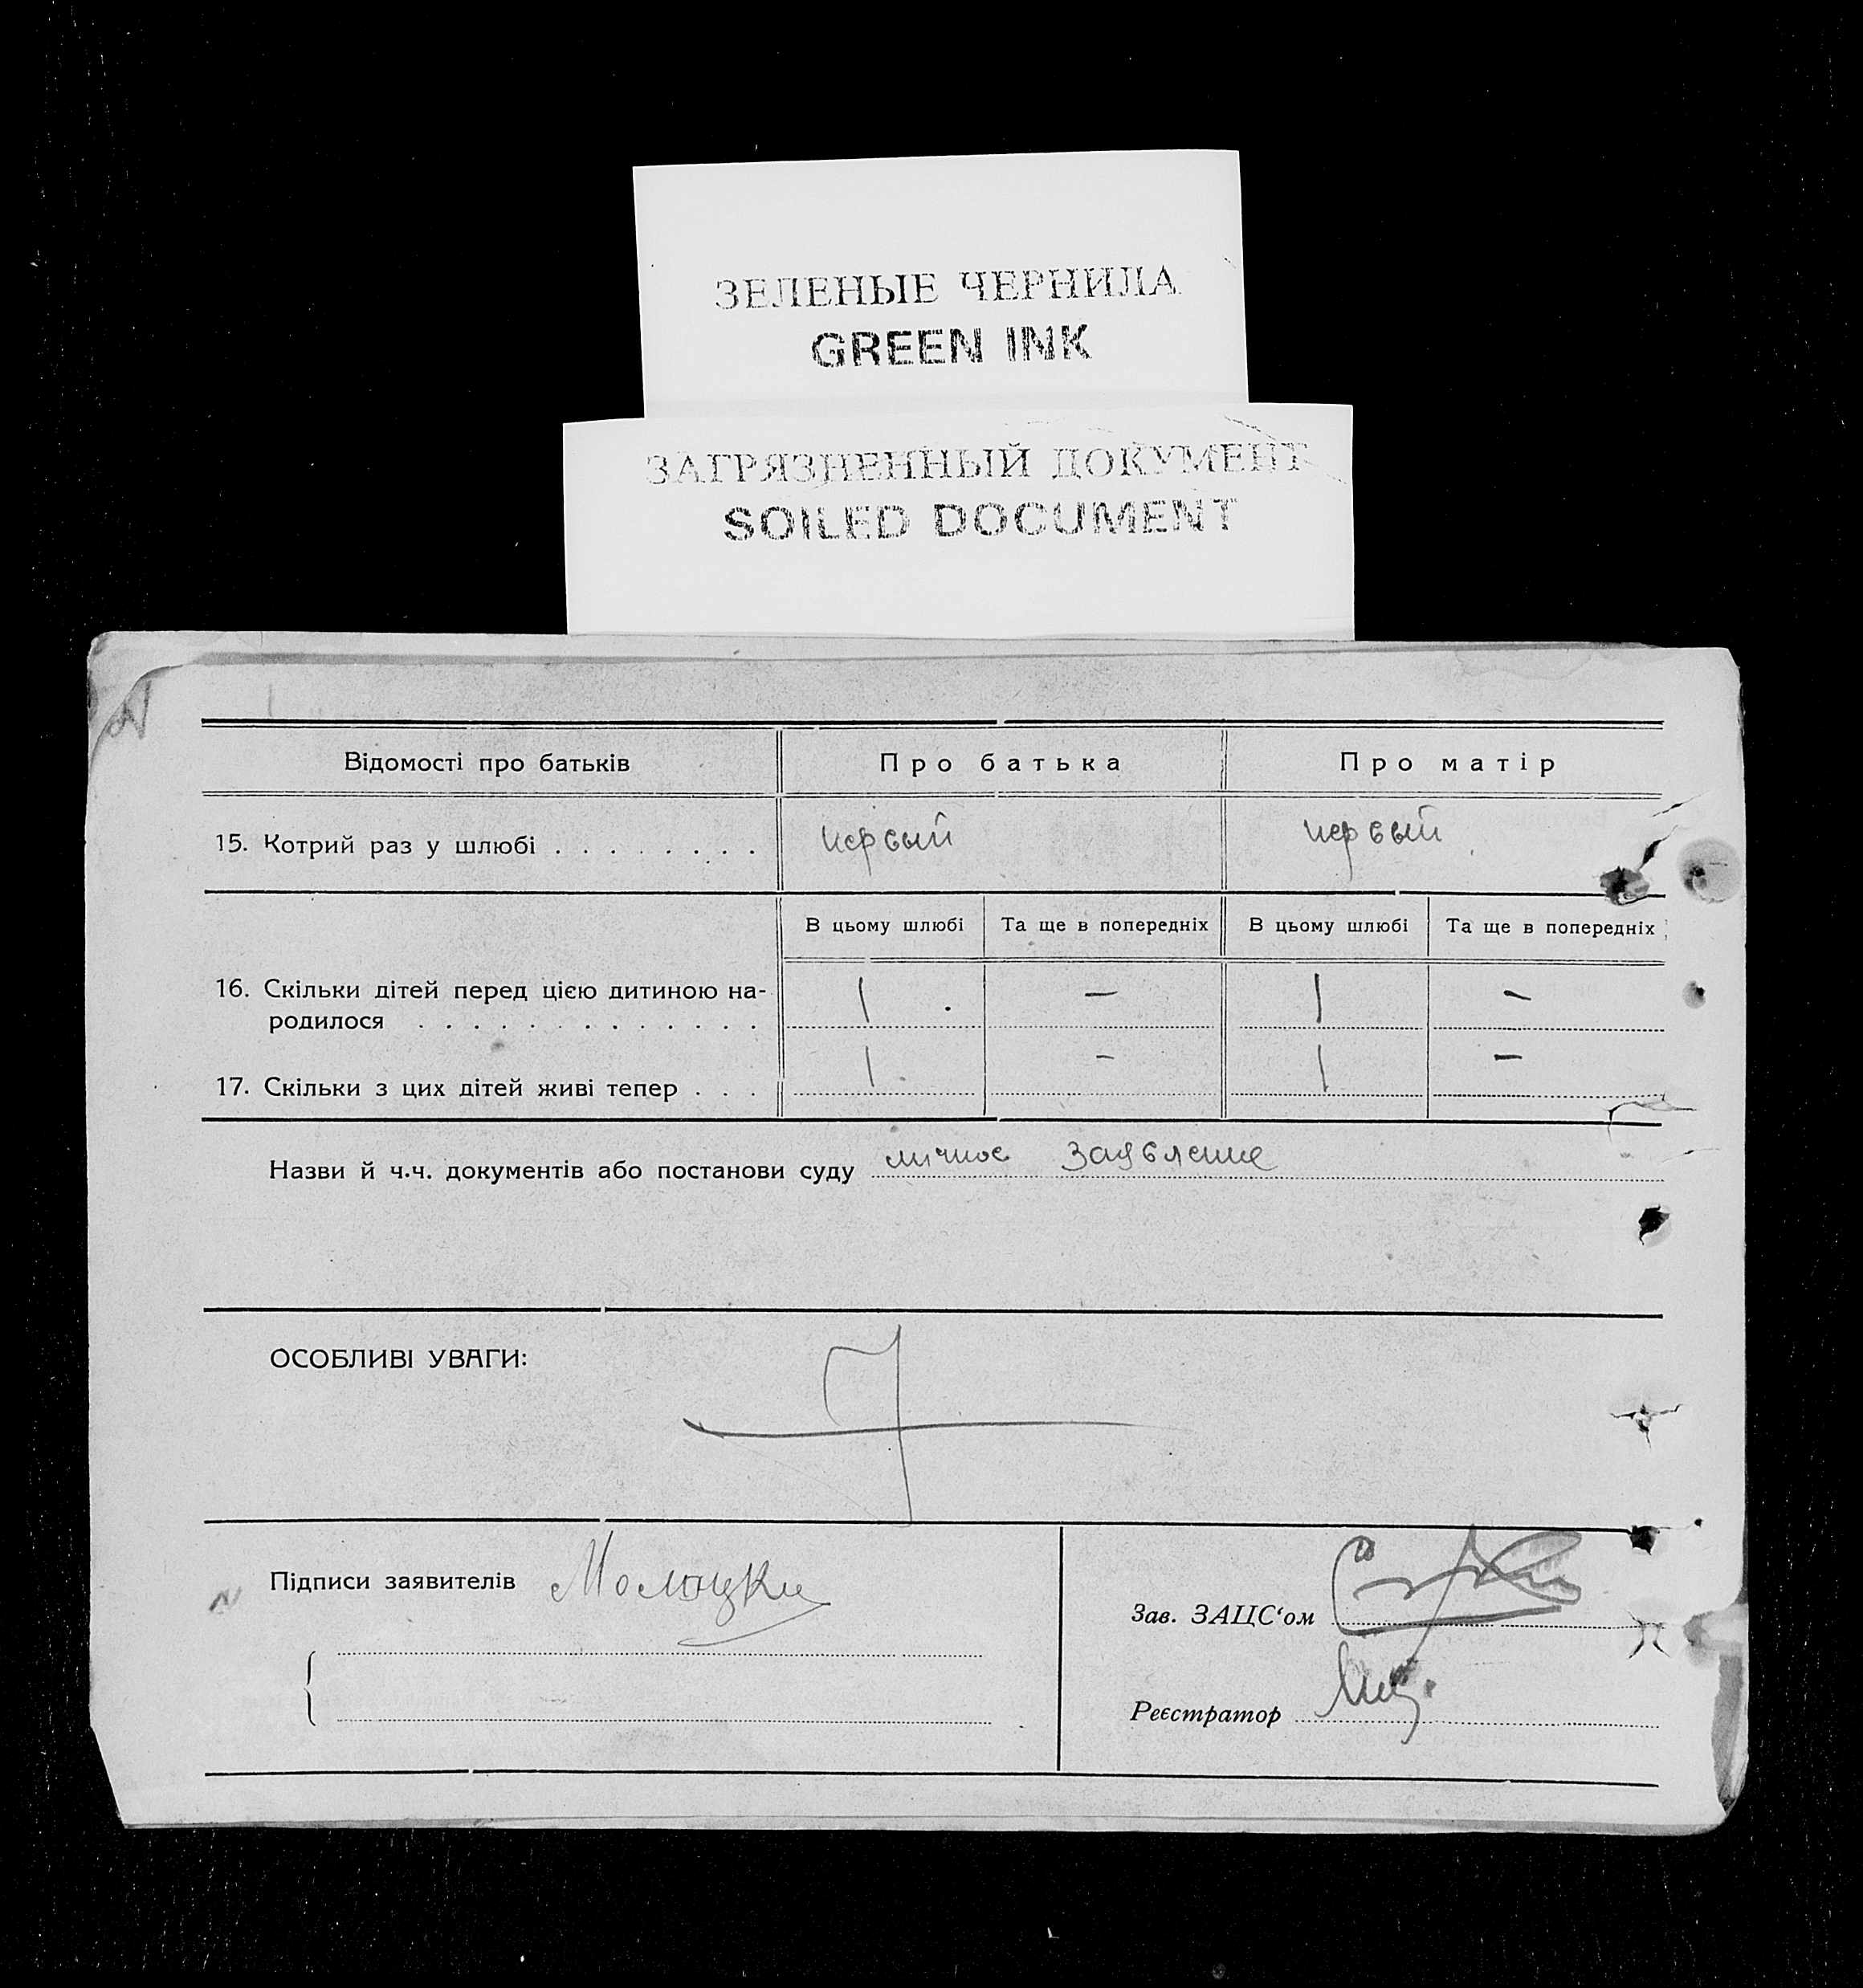 ЗЕЛЕНЫЕ ЧЕРНИЛА
GREEN INK
ЗАГРЯЗНЕННЫЙ ДОКУМЕНТ
SOILED DOCUMENT
Відомості про батьків Про батька Про матір
15. Котрий раз у шлюбі . . . . . . . . первый первый
В цьому шлюбі Та ще в попередніх В цьому шлюбі Та ще в попередніх
16. Скільки дітей перед цією дитиною на-
родилося . . . . . . . . . . . . . 1 — 1 —
17. Скільки з цих дітей живі тепер . . . 1 — 1 —
Назви й ч.ч. документів або постанови суду личное заявление
ОСОБЛИВІ УВАГИ:
Підписи заявителів
Зав. ЗАЦС‘ом
Реєстратор